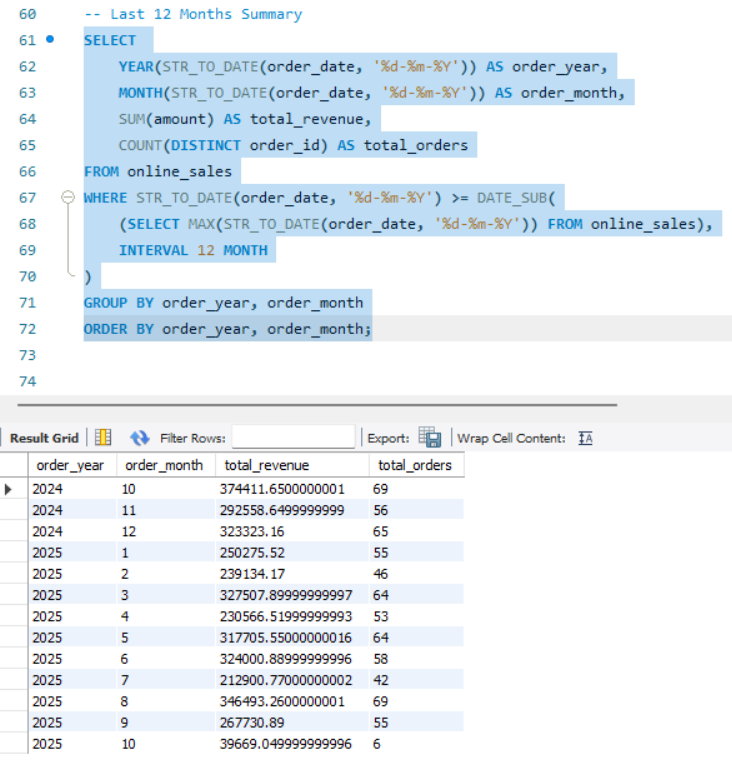 60 -- Last 12 Months Summary
61 SELECT
62 YEAR(STR_TO_DATE(order_date, '%d-%m-%Y')) AS order_year,
63 MONTH(STR_TO_DATE(order_date, '%d-%m-%Y')) AS order_month,
64 SUM(amount) AS total_revenue,
65 COUNT(DISTINCT order_id) AS total_orders
66 FROM online_sales
67 WHERE STR_TO_DATE(order_date, '%d-%m-%Y') >= DATE_SUB(
68 (SELECT MAX(STR_TO_DATE(order_date, '%d-%m-%Y')) FROM online_sales),
69 INTERVAL 12 MONTH
70 )
71 GROUP BY order_year, order_month
72 ORDER BY order_year, order_month;
73
74
Result Grid Filter Rows: Export: Wrap Cell Content: IA
order_year order_month total_revenue total_orders
2024 10 374411.6500000001 69
2024 11 292558.6499999999 56
2024 12 323323.16 65
2025 1 250275.52 55
2025 2 239134.17 46
2025 3 327507.89999999997 64
2025 4 230566.51999999993 53
2025 5 317705.55000000016 64
2025 6 324000.88999999996 58
2025 7 212900.77000000002 42
2025 8 346493.2600000001 69
2025 9 267730.89 55
2025 10 39669.049999999996 6